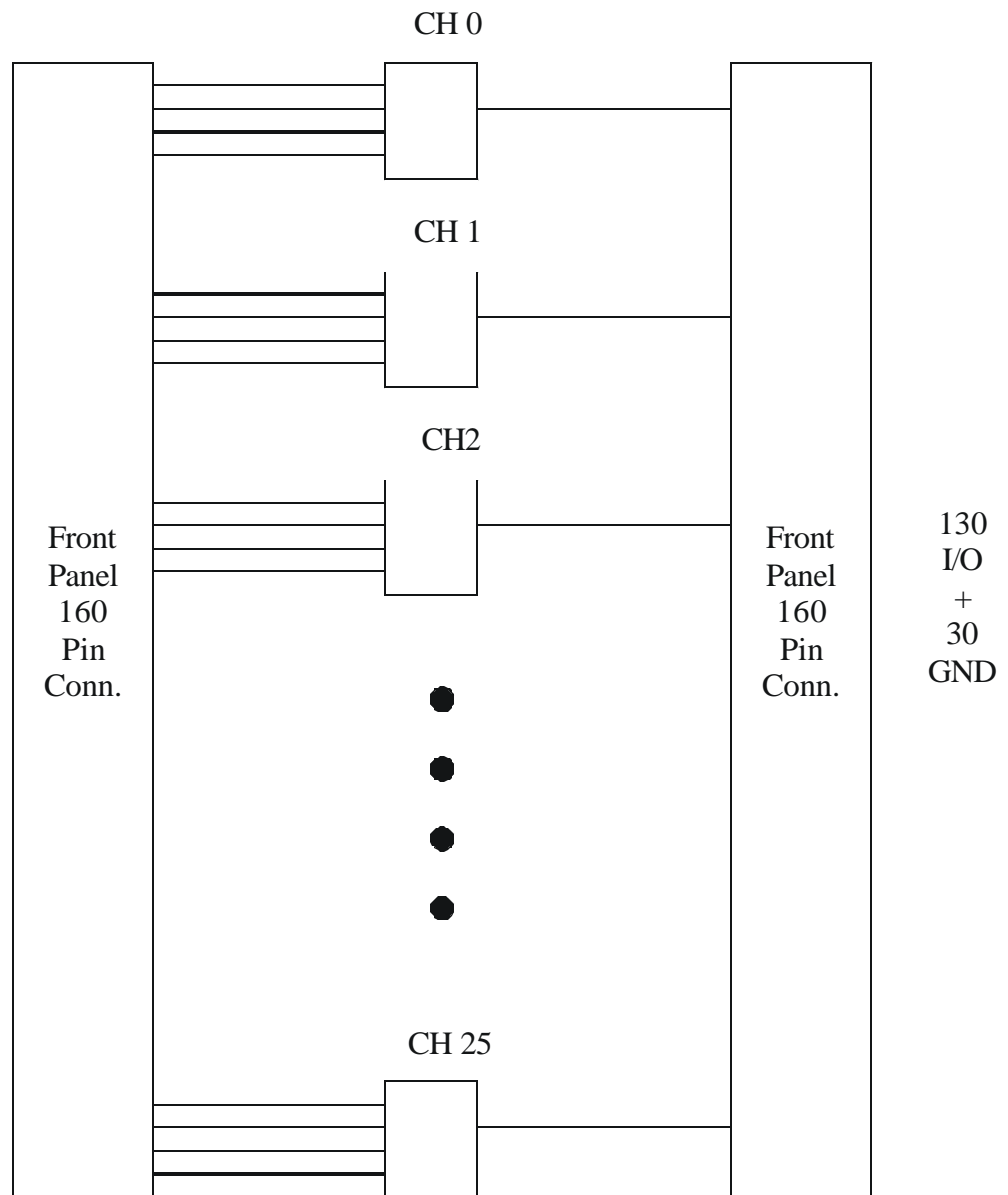 CH 0
CH 1
CH2
Front
Panel
160
Pin
Conn.
Front
Panel
160
Pin
Conn.
130
I/O
+
30
GND
CH 25